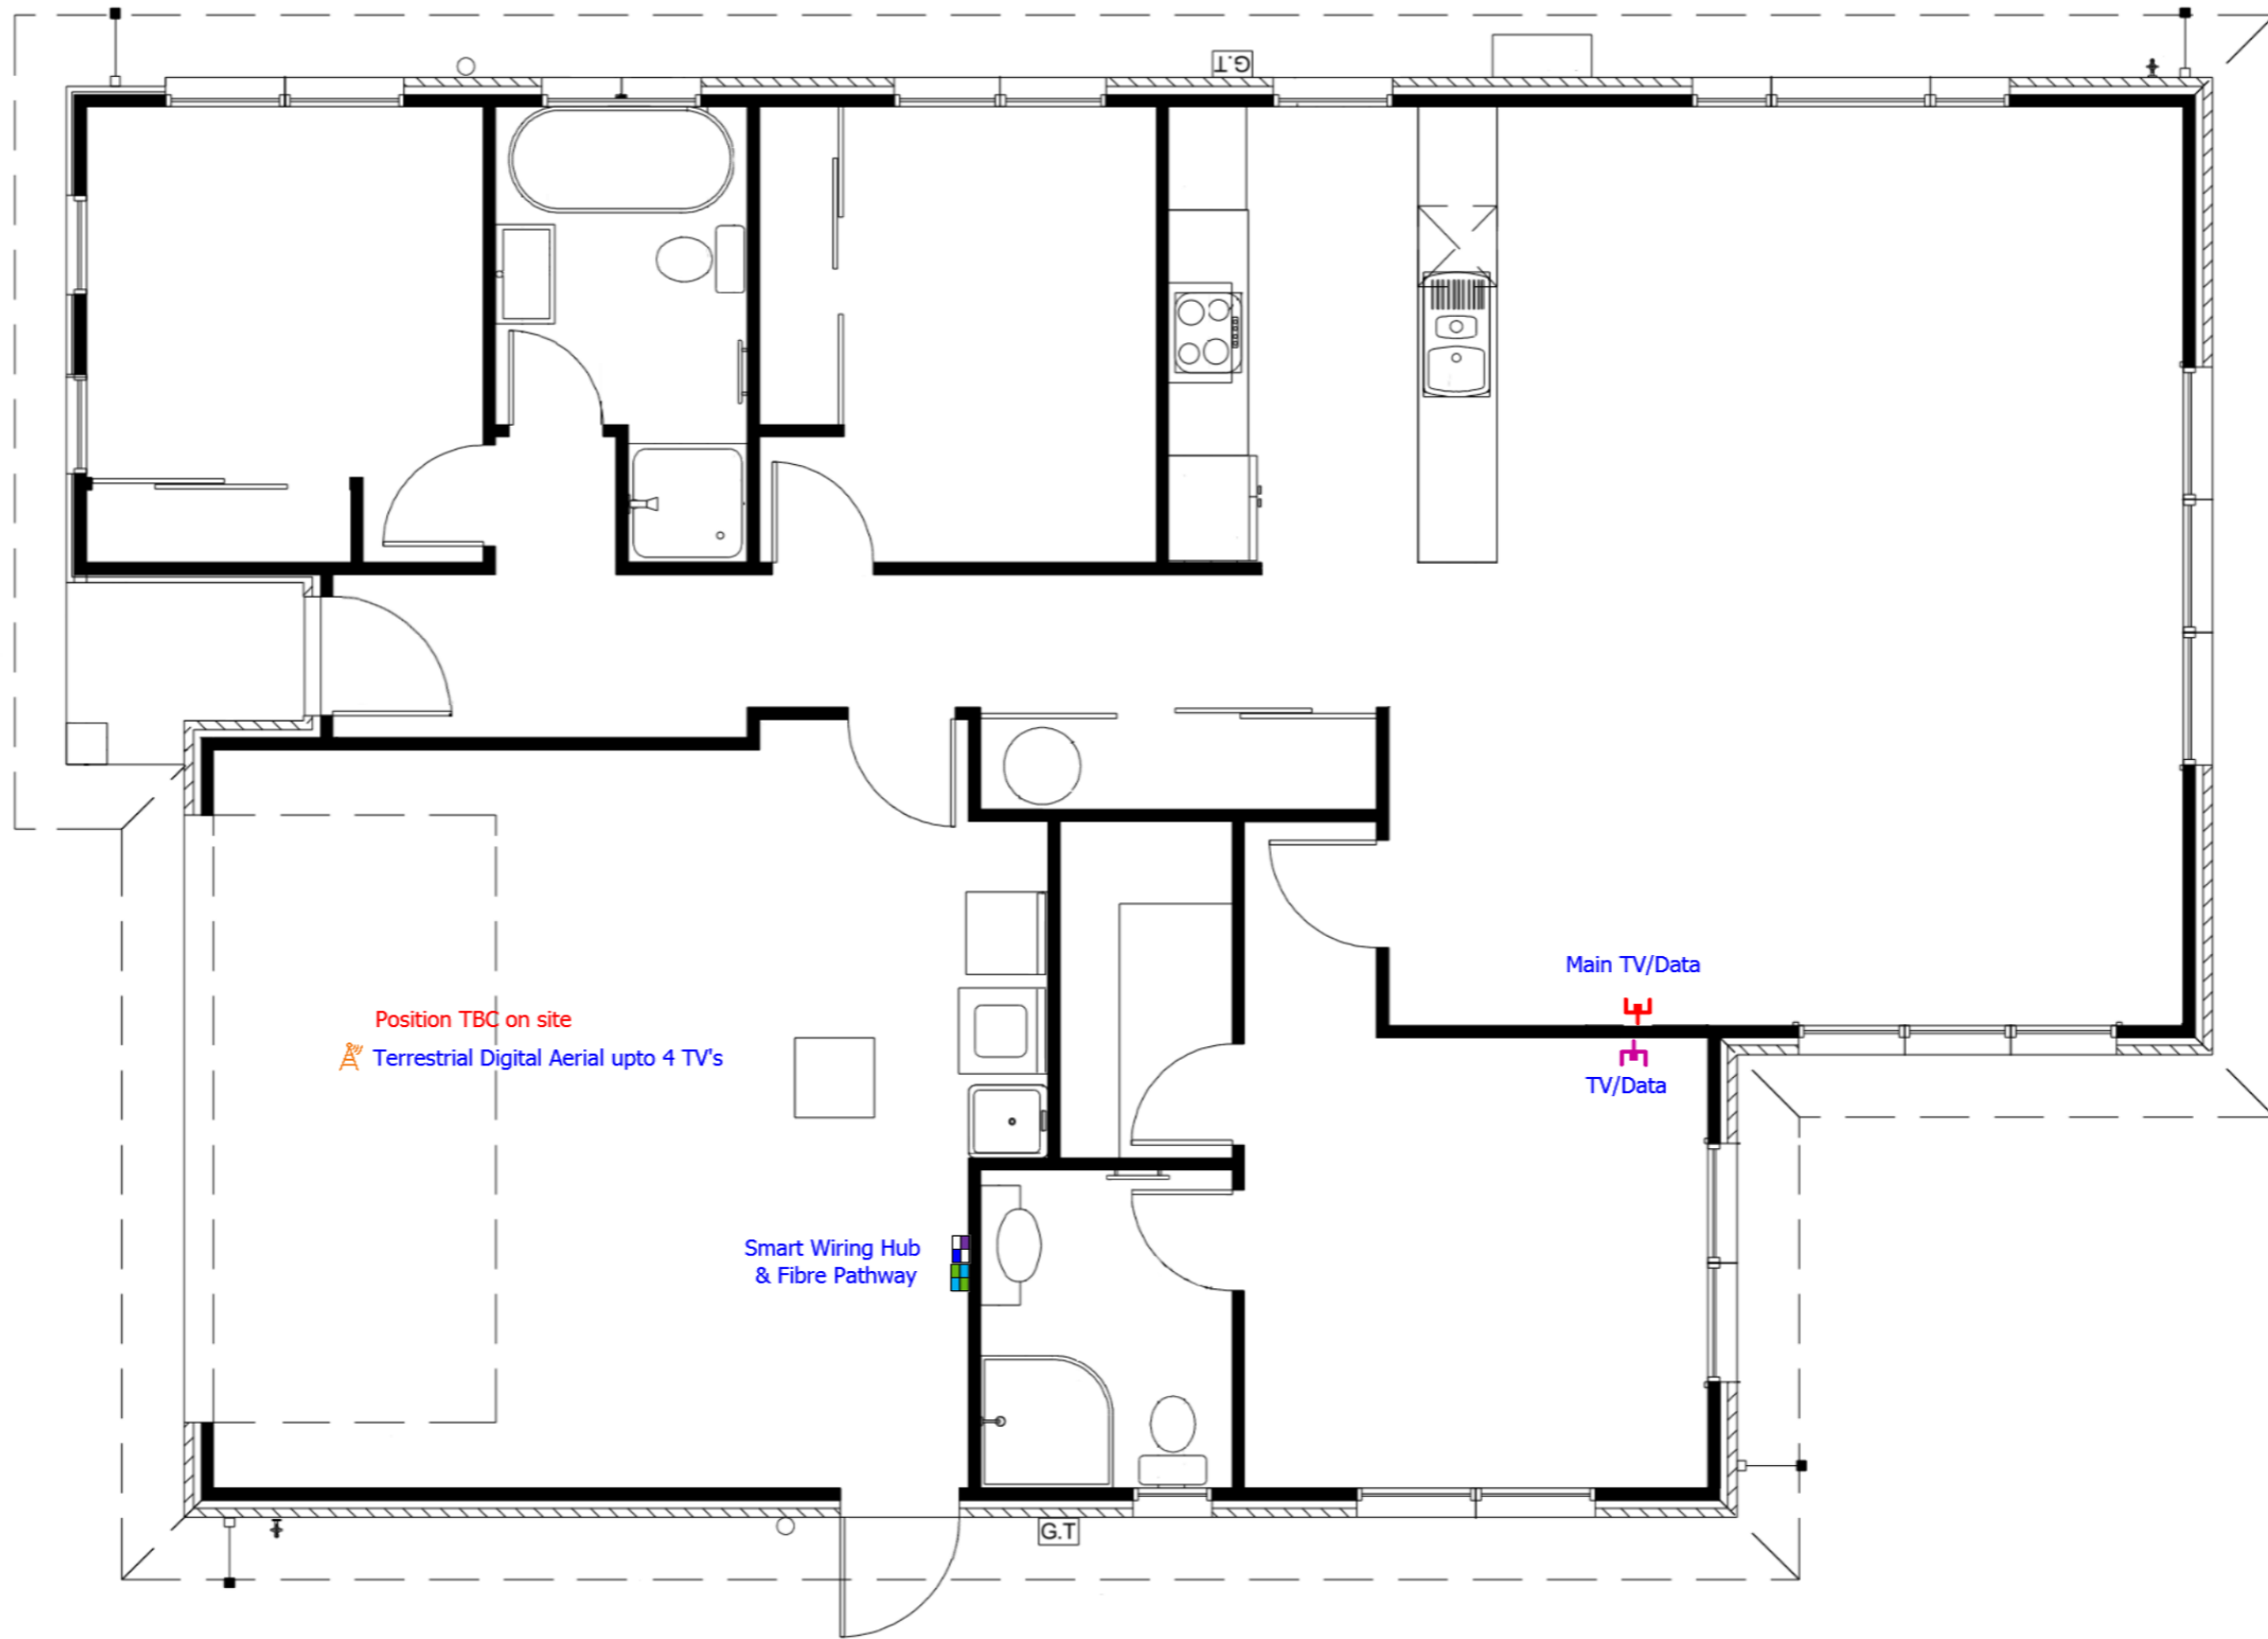 G.T
Main TV/Data
Position TBC on site
Terrestrial Digital Aerial upto 4 TV's
TV/Data
Smart Wiring Hub
& Fibre Pathway
G.T